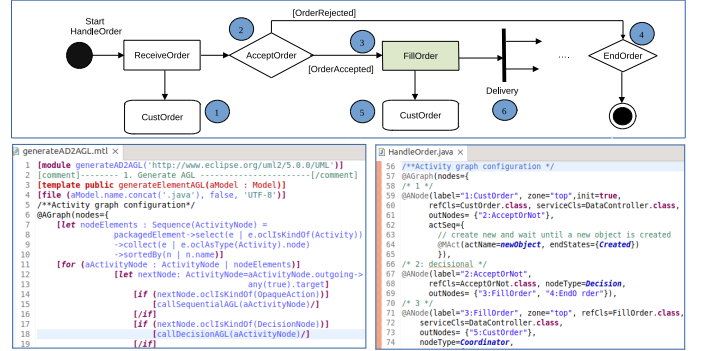 Start
HandleOrder
[OrderRejected]
2
3
4
ReceiveOrder
AcceptOrder
FillOrder
....
EndOrder
[OrderAccepted]
Delivery
CustOrder
1
5
CustOrder
6
generateAD2AGL.mtl ×
1 [module generateAD2AGL('http://www.eclipse.org/uml2/5.0.0/UML')]
2 [comment]-------- 1. Generate AGL ----------------------[/comment]
3 [template public generateElementAGL(aModel : Model)]
4 [file (aModel.name.concat('.java'), false, 'UTF-8')]
5 /**Activity graph configuration*/
6 @AGraph(nodes={
7 [let nodeElements : Sequence(ActivityNode) =
8 packagedElement->select(e | e.oclIsKindOf(Activity))
9 ->collect(e | e.oclAsType(Activity).node)
10 ->sortedBy(n | n.name)]
11 [for (aActivityNode : ActivityNode | nodeElements)]
12 [let nextNode: ActivityNode=aActivityNode.outgoing->
13 any(true).target]
14 [if (nextNode.oclIsKindOf(OpaqueAction))]
15 [callSequentialAGL(aActivityNode)/]
16 [/if]
17 [if (nextNode.oclIsKindOf(DecisionNode))]
18 [callDecisionAGL(aActivityNode)/]
19 [/if]
HandleOrder.java ×
56 /**Activity graph configuration */
57 @AGraph(nodes={
58 /* 1 */
59 @ANode(label="1:CustOrder", zone="top",init=true,
60 refCls=CustOrder.class, serviceCls=DataController.class,
61 outNodes= {"2:AcceptOrNot"},
62 actSeq={
63 // create new and wait until a new object is created
64 @MAct(actName=newObject, endStates={Created})
65 }),
66 /* 2: decisional */
67 @ANode(label="2:AcceptOrNot",
68 refCls=AcceptOrNot.class, nodeType=Decision,
69 outNodes= {"3:FillOrder", "4:EndO rder"}),
70 /* 3 */
71 @ANode(label="3:FillOrder", zone="top", refCls=FillOrder.class,
72 serviceCls=DataController.class,
73 outNodes= {"5:CustOrder"},
74 nodeType=Coordinator,